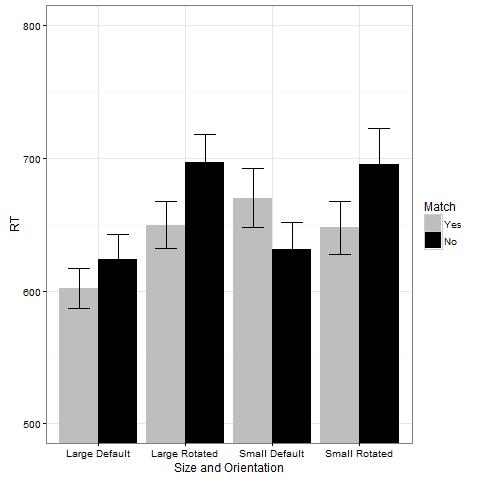 800
700
600
500
RT
Large Default Large Rotated Small Default Small Rotated
Size and Orientation
Match
Yes
No